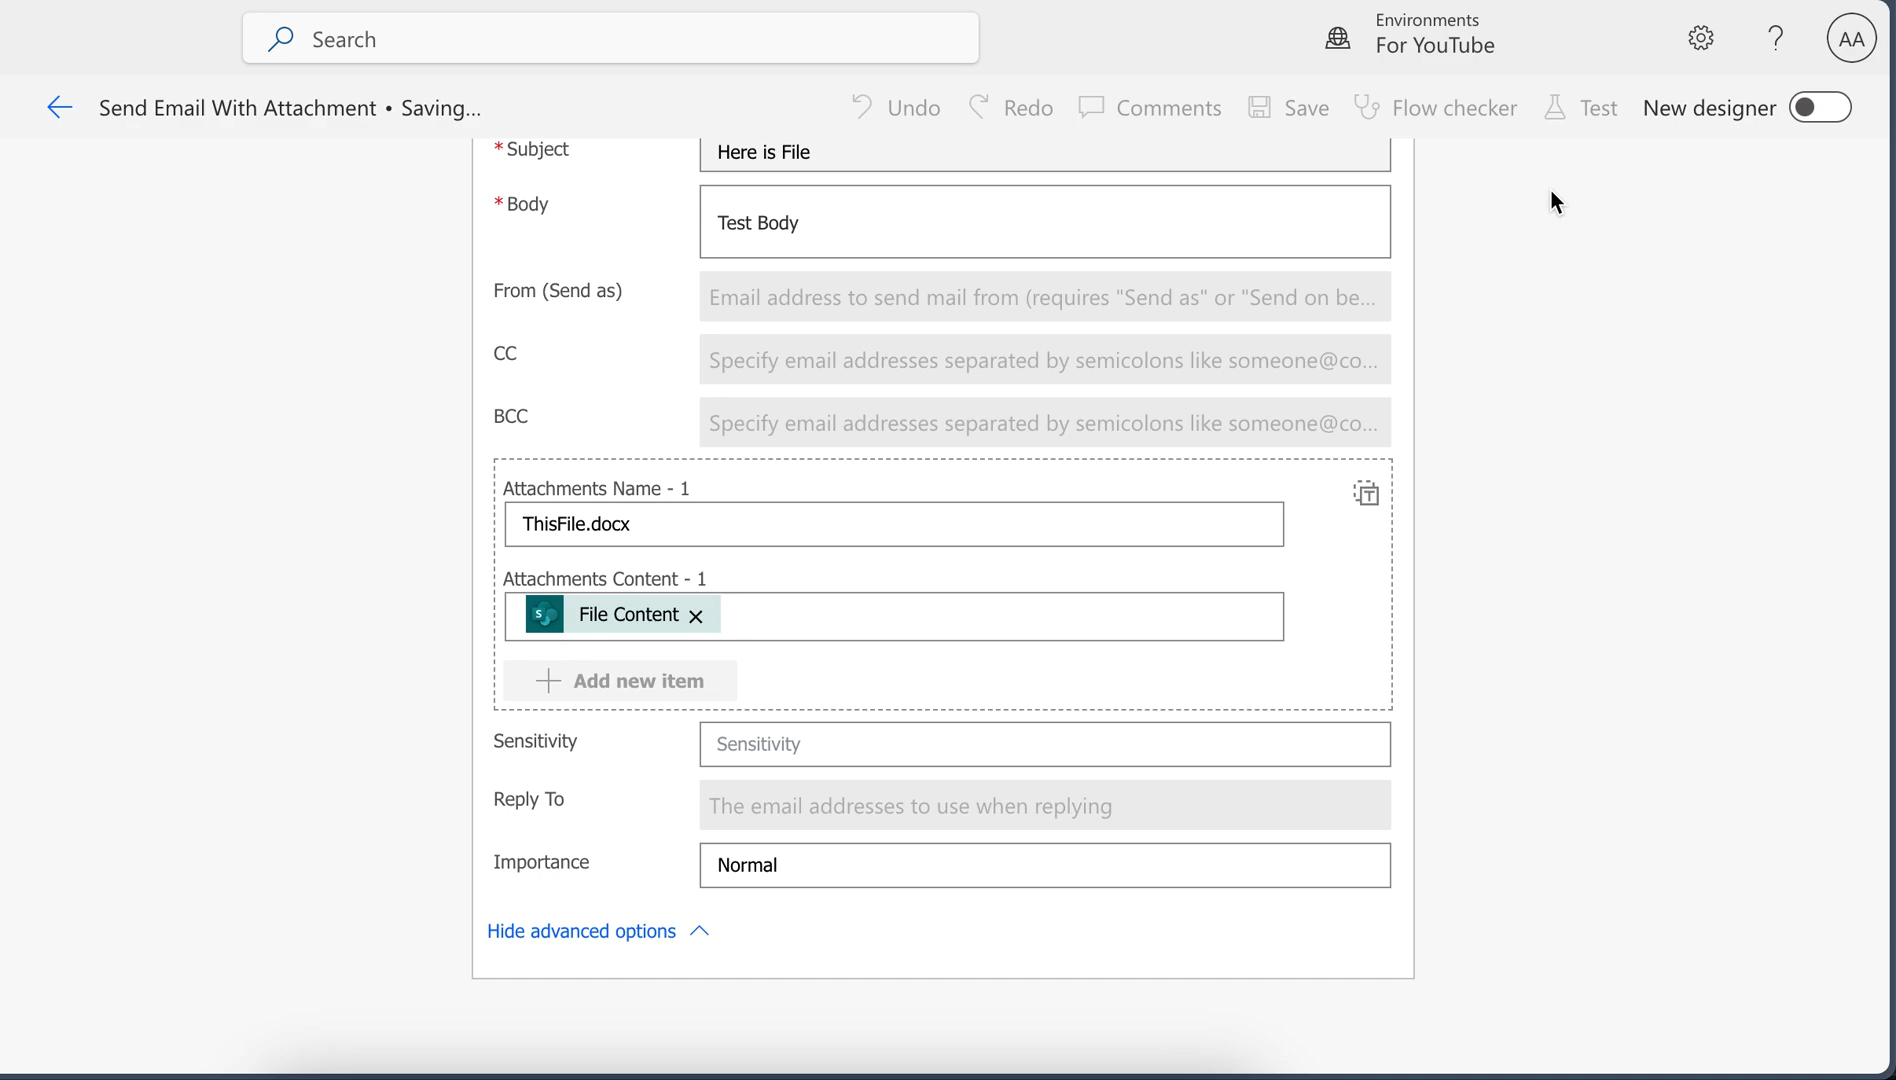 Search
Environments
For YouTube
AA
Send Email With Attachment • Saving...
Undo
Redo
Comments
Save
Flow checker
Test
New designer
* Subject
Here is File
* Body
Test Body
From (Send as)
Email address to send mail from (requires "Send as" or "Send on be...
CC
Specify email addresses separated by semicolons like someone@co...
BCC
Specify email addresses separated by semicolons like someone@co...
Attachments Name - 1
ThisFile.docx
Attachments Content - 1
File Content
Add new item
Sensitivity
Sensitivity
Reply To
The email addresses to use when replying
Importance
Normal
Hide advanced options